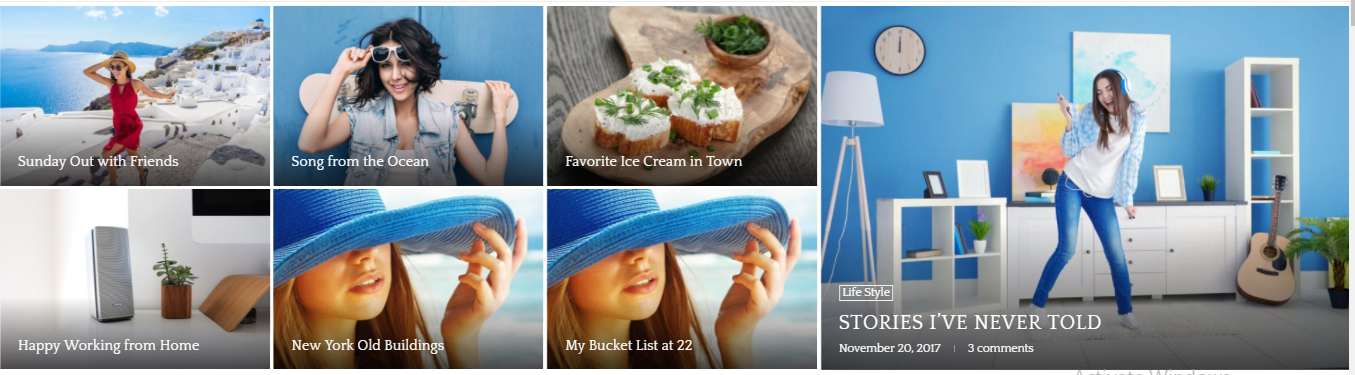 Sunday Out with Friends
Song from the Ocean
Favorite Ice Cream in Town
Happy Working from Home
New York Old Buildings
My Bucket List at 22
Life Style
STORIES I'VE NEVER TOLD
November 20, 2017 | 3 comments
Activate Windows